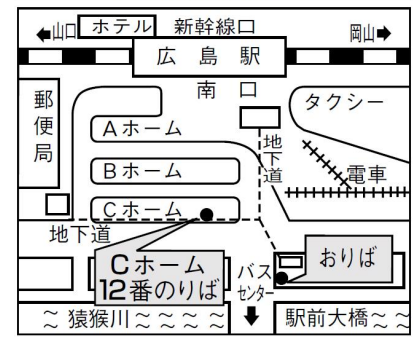 ←山口 ホテル 新幹線口 岡山→
広島駅
南口
郵便局
タクシー
Aホーム
地下道
Bホーム
電車
Cホーム
地下道
Cホーム
12番のりば
おりば
バス
センター
猿猴川
駅前大橋